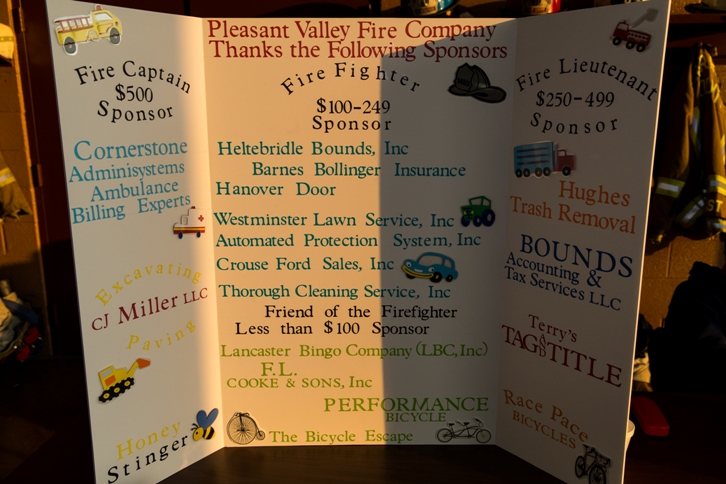 Pleasant Valley Fire Company
Thanks the Following Sponsors
Fire Captain
$500
Sponsor
Cornerstone
Adminisystems
Ambulance
Billing Experts
Excavating
CJ Miller LLC
Paving
Honey
Stinger
Fire Fighter
$100-249
Sponsor
Heltebridle Bounds, Inc
Barnes Bollinger Insurance
Hanover Door
Westminster Lawn Service, Inc
Automated Protection System, Inc
Crouse Ford Sales, Inc
Thorough Cleaning Service, Inc
Friend of the Firefighter
Less than $100 Sponsor
Lancaster Bingo Company (LBC, Inc)
F.L.
COOKE & SONS, Inc
PERFORMANCE
BICYCLE
The Bicycle Escape
Fire Lieutenant
$250-499
Sponsor
Hughes
Trash Removal
BOUNDS
Accounting &
Tax Services LLC
Terry's
TAG AND TITLE
Race Pace
BICYCLES